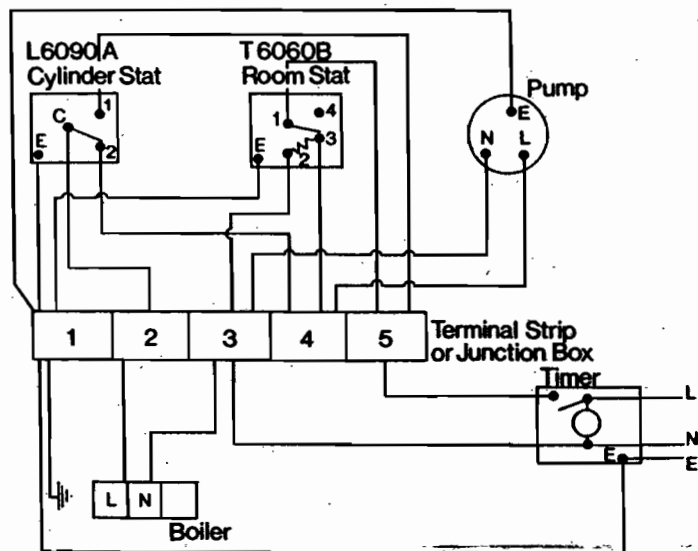 L6090A
Cylinder Stat
T6060B
Room Stat
Pump
C
1
2
E
1
4
3
2
E
E
N
L
1
2
3
4
5
Terminal Strip
or Junction Box
Timer
L
N
E
E
L
N
Boiler